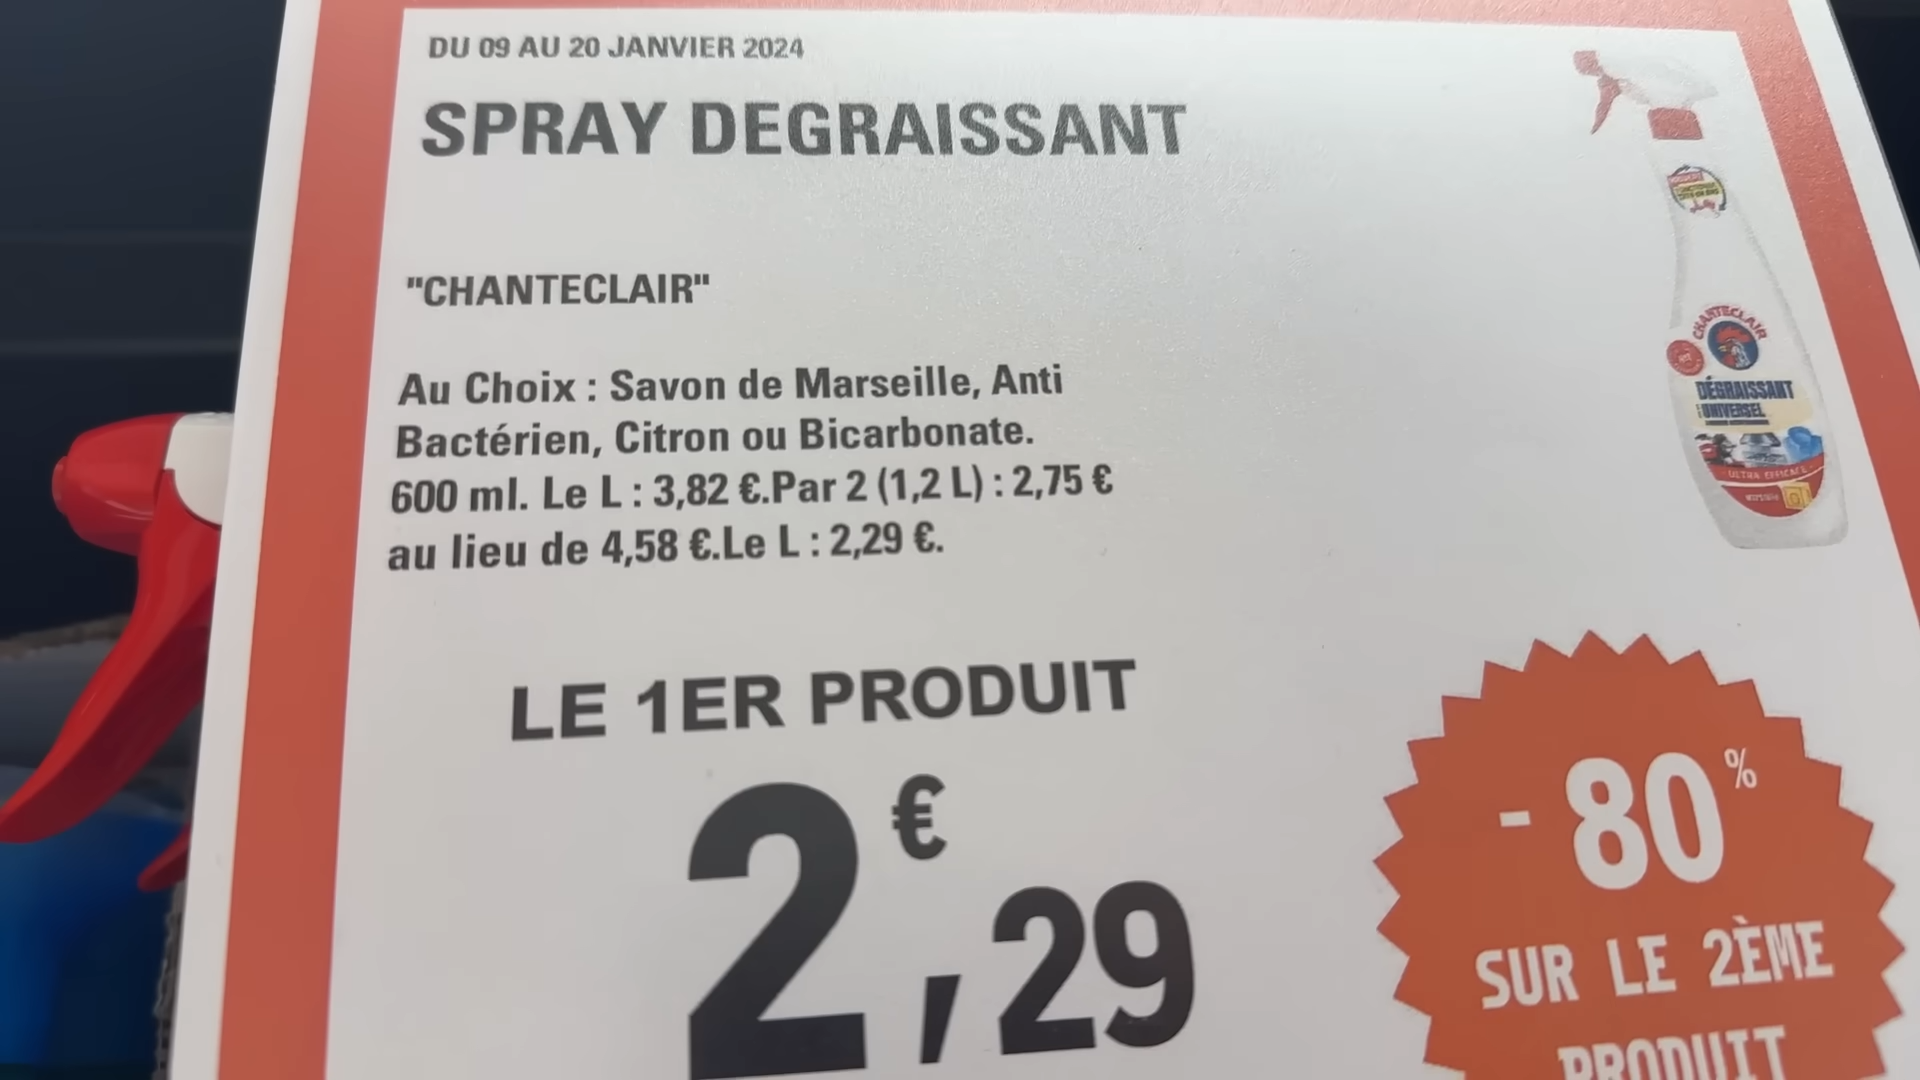 DU 09 AU 20 JANVIER 2024
SPRAY DEGRAISSANT
"CHANTECLAIR"
Au Choix : Savon de Marseille, Anti
Bactérien, Citron ou Bicarbonate.
600 ml. Le L : 3,82 €.Par 2 (1,2 L) : 2,75 €
au lieu de 4,58 €.Le L : 2,29 €.
LE 1ER PRODUIT
2€,29
- 80%
SUR LE 2ÈME
PRODUIT
CHANTECLAIR
DÉGRAISSANT
UNIVERSEL
ULTRA EFFICACE